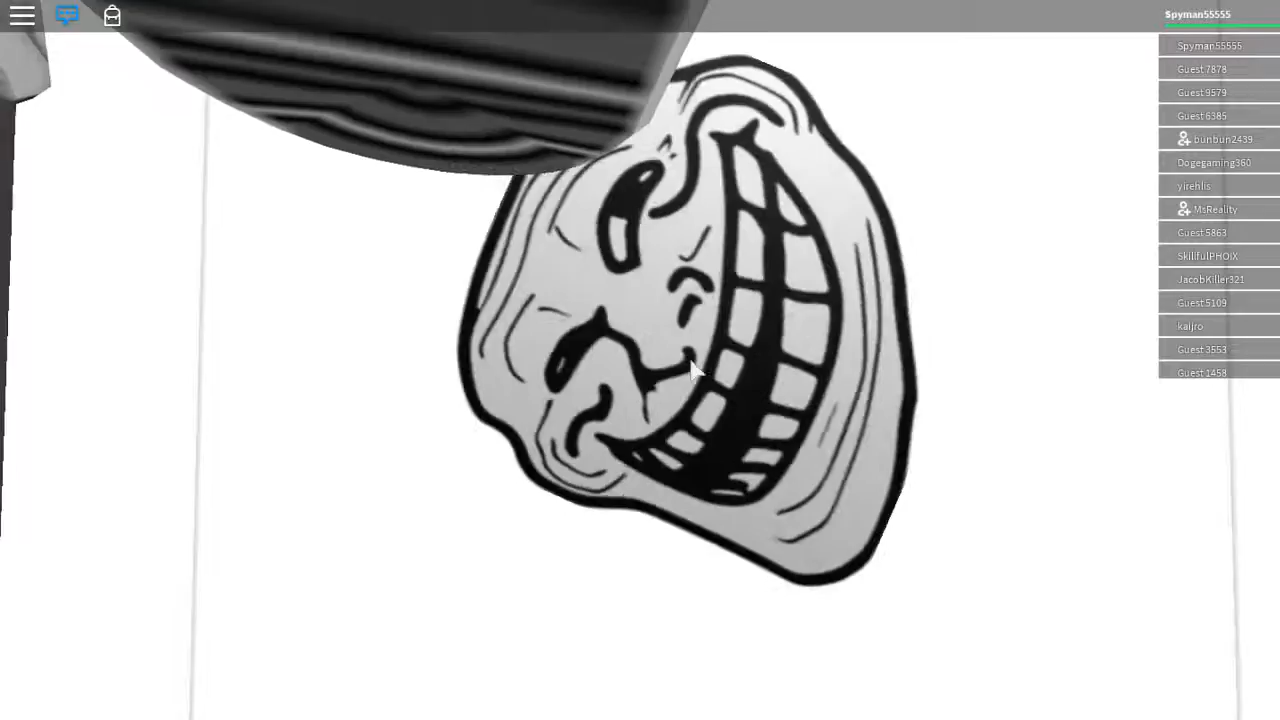 Spyman55555
Spyman55555
Guest 7878
Guest 9579
Guest 6385
bunbun2439
Dogegaming360
yirehlis
MsReality
Guest 5863
SkillfulPHOiX
JacobKiller321
Guest 5109
kaijro
Guest 3553
Guest 1458